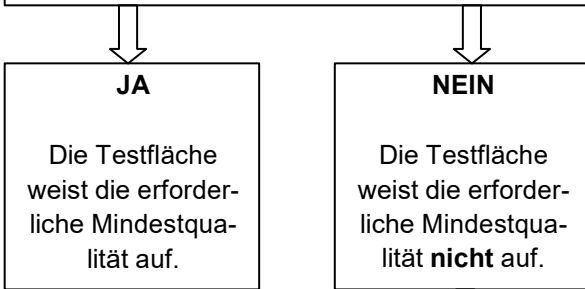 JA
Die Testfläche
weist die erforder-
liche Mindestqua-
lität auf.
NEIN
Die Testfläche
weist die erforder-
liche Mindestqua-
lität nicht auf.